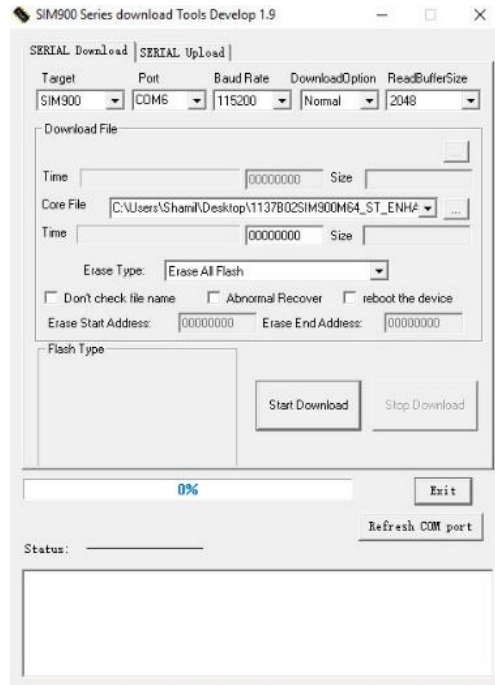 SIM900 Series download Tools Develop 1.9
SERIAL Download SERIAL Upload
Target Port Baud Rate DownloadOption ReadBufferSize
SIM900 COM6 115200 Normal 2048
Download File
...
Time 00000000 Size
Core File C:\Users\Shamil\Desktop\1137B02SIM900M64_ST_ENHA ...
Time 00000000 Size
Erase Type: Erase All Flash
Don't check file name Abnormal Recover reboot the device
Erase Start Address: 00000000 Erase End Address: 00000000
Flash Type
Start Download Stop Download
0%
Exit
Refresh COM port
Status: